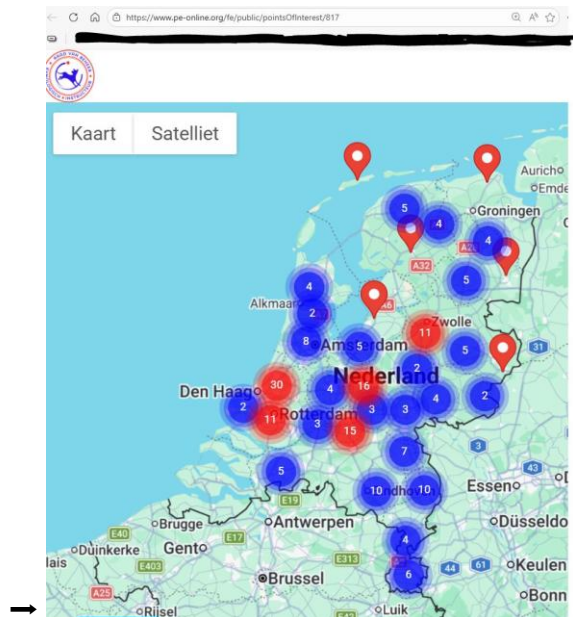 https://www.pe-online.org/fe/public/pointsOfInterest/817
Kaart Satelliet
Aurich
Emde
5
Groningen
4
4
A32
5
4
Alkmaar
2
Zwolle
11
8
Amsterdam
5
5
31
2
Nederland
Den Haag
30
4
16
4
2
2
11
Rotterdam
3
3
3
15
7
3
5
43
10
10
Essen
E19
Antwerpen
Düsseldo
Brugge
E40
E17
4
Duinkerke
Gent
E313
Keulen
lais
E403
44
61
6
Brussel
Bonn
A25
Rijsel
Luik